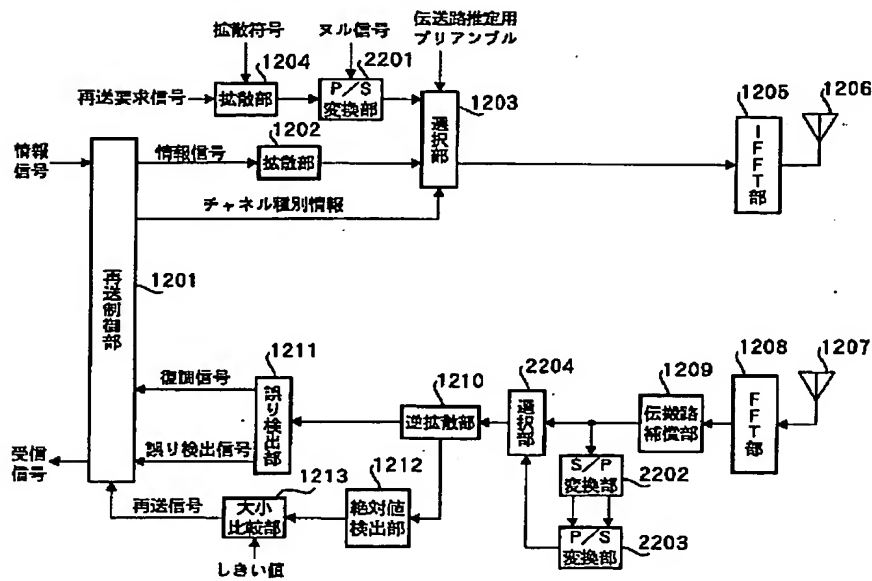 拡散符号
ヌル信号
伝送路推定用
プリアンブル
1204
2201
1203
再送要求信号
拡散部
P/S
変換部
選択部
1205
1206
1202
情報
信号
情報信号
拡散部
IFFT部
チャネル種別情報
1201
再送制御部
1211
復調信号
誤り検出部
1210
逆拡散部
2204
選択部
1209
伝搬路
補償部
1208
FFT部
1207
受信
信号
誤り検出信号
1213
1212
S/P
変換部
2202
再送信号
大小
比較部
絶対値
検出部
P/S
変換部
2203
しきい値